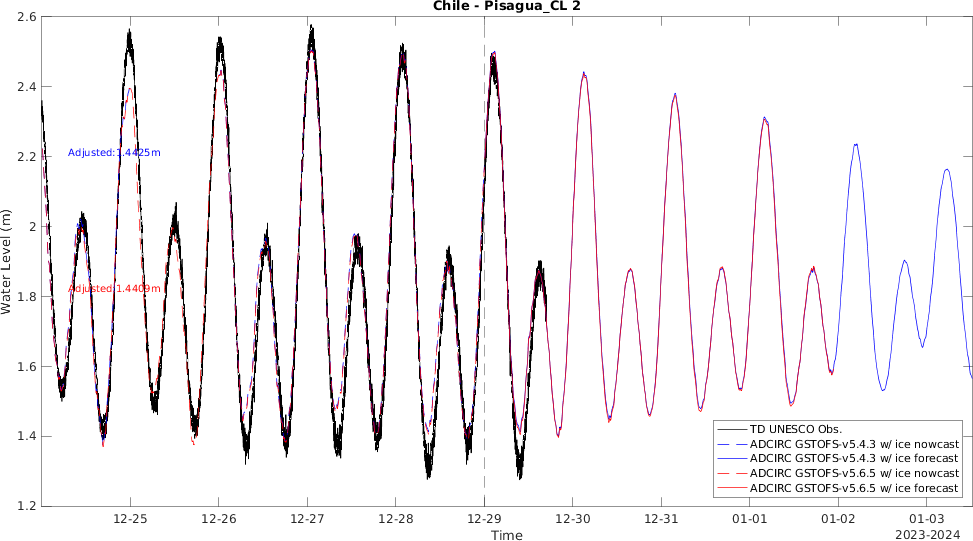 Chile - Pisagua_CL 2
Water Level (m)
2.6
2.4
2.2
2
1.8
1.6
1.4
1.2
Adjusted:1.4425m
Adjusted:1.4409m
TD UNESCO Obs.
ADCIRC GSTOFS-v5.4.3 w/ ice nowcast
ADCIRC GSTOFS-v5.4.3 w/ ice forecast
ADCIRC GSTOFS-v5.6.5 w/ ice nowcast
ADCIRC GSTOFS-v5.6.5 w/ ice forecast
12-25 12-26 12-27 12-28 12-29 12-30 12-31 01-01 01-02 01-03
Time
2023-2024